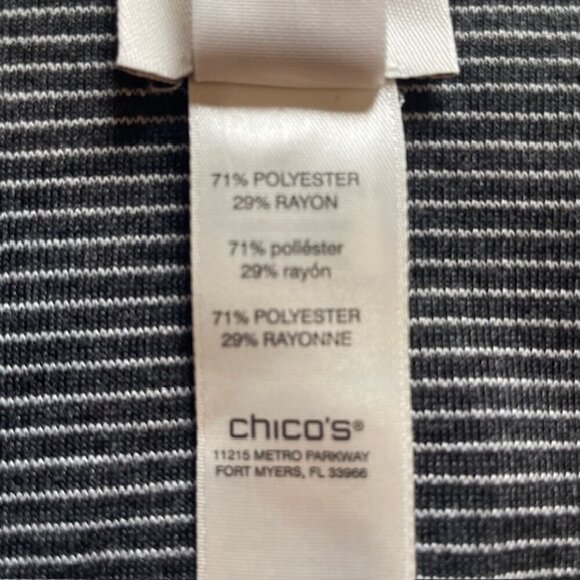 71% POLYESTER
29% RAYON
71% poliéster
29% rayón
71% POLYESTER
29% RAYONNE
chico's®
11215 METRO PARKWAY
FORT MYERS, FL 33966